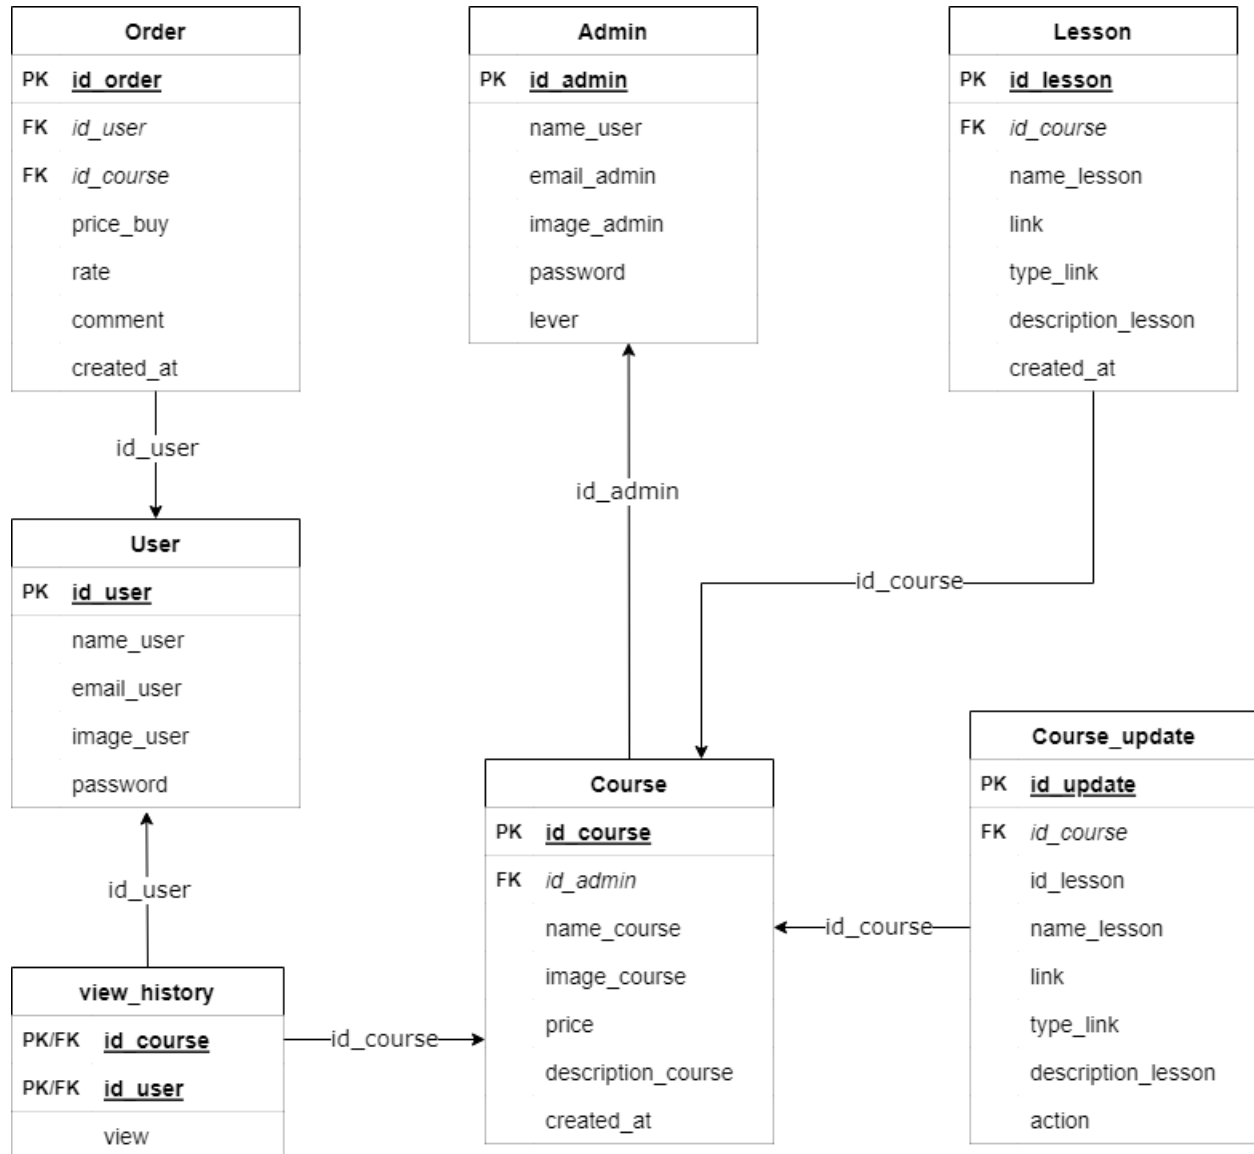 Order
PK id_order
FK id_user
FK id_course
price_buy
rate
comment
created_at
id_user
User
PK id_user
name_user
email_user
image_user
password
id_user
view_history
PK/FK id_course
PK/FK id_user
view
id_course
Admin
PK id_admin
name_user
email_admin
image_admin
password
lever
id_admin
Course
PK id_course
FK id_admin
name_course
image_course
price
description_course
created_at
Lesson
PK id_lesson
FK id_course
name_lesson
link
type_link
description_lesson
created_at
id_course
Course_update
PK id_update
FK id_course
id_lesson
name_lesson
link
type_link
description_lesson
action
id_course